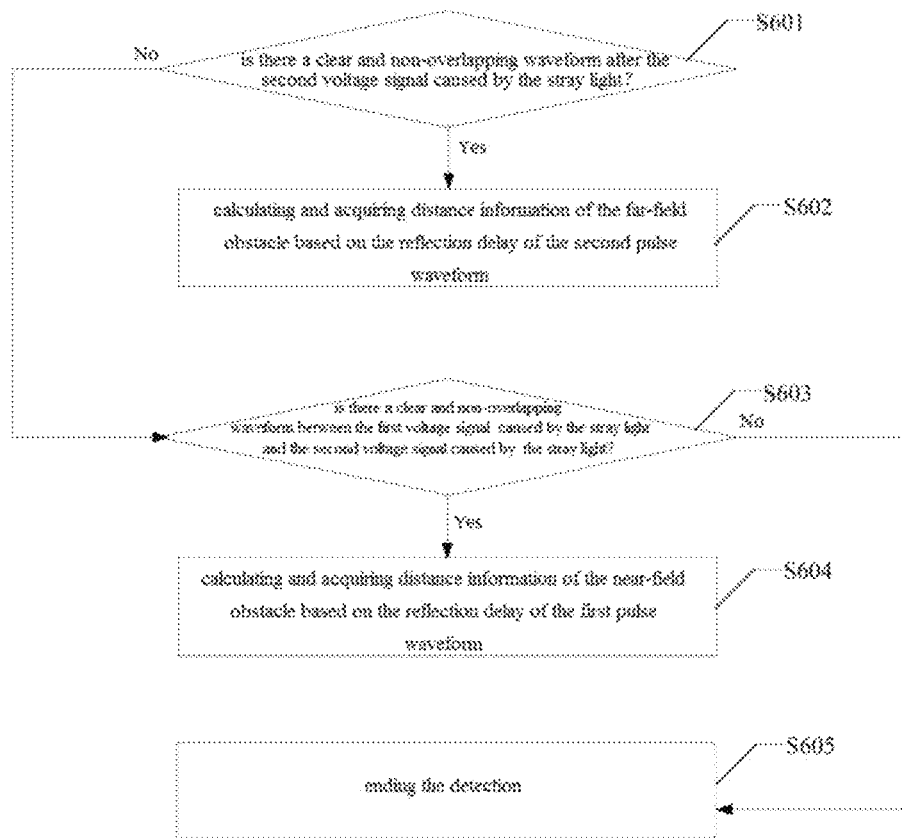 S601
No
is there a clear and non-overlapping waveform after the
second voltage signal caused by the stray light?
Yes
S602
calculating and acquiring distance information of the far-field
obstacle based on the reflection delay of the second pulse
waveform
S603
is there a clear and non-overlapping
waveform between the first voltage signal caused by the stray light
and the second voltage signal caused by the stray light?
No
Yes
S604
calculating and acquiring distance information of the near-field
obstacle based on the reflection delay of the first pulse
waveform
S605
ending the detection